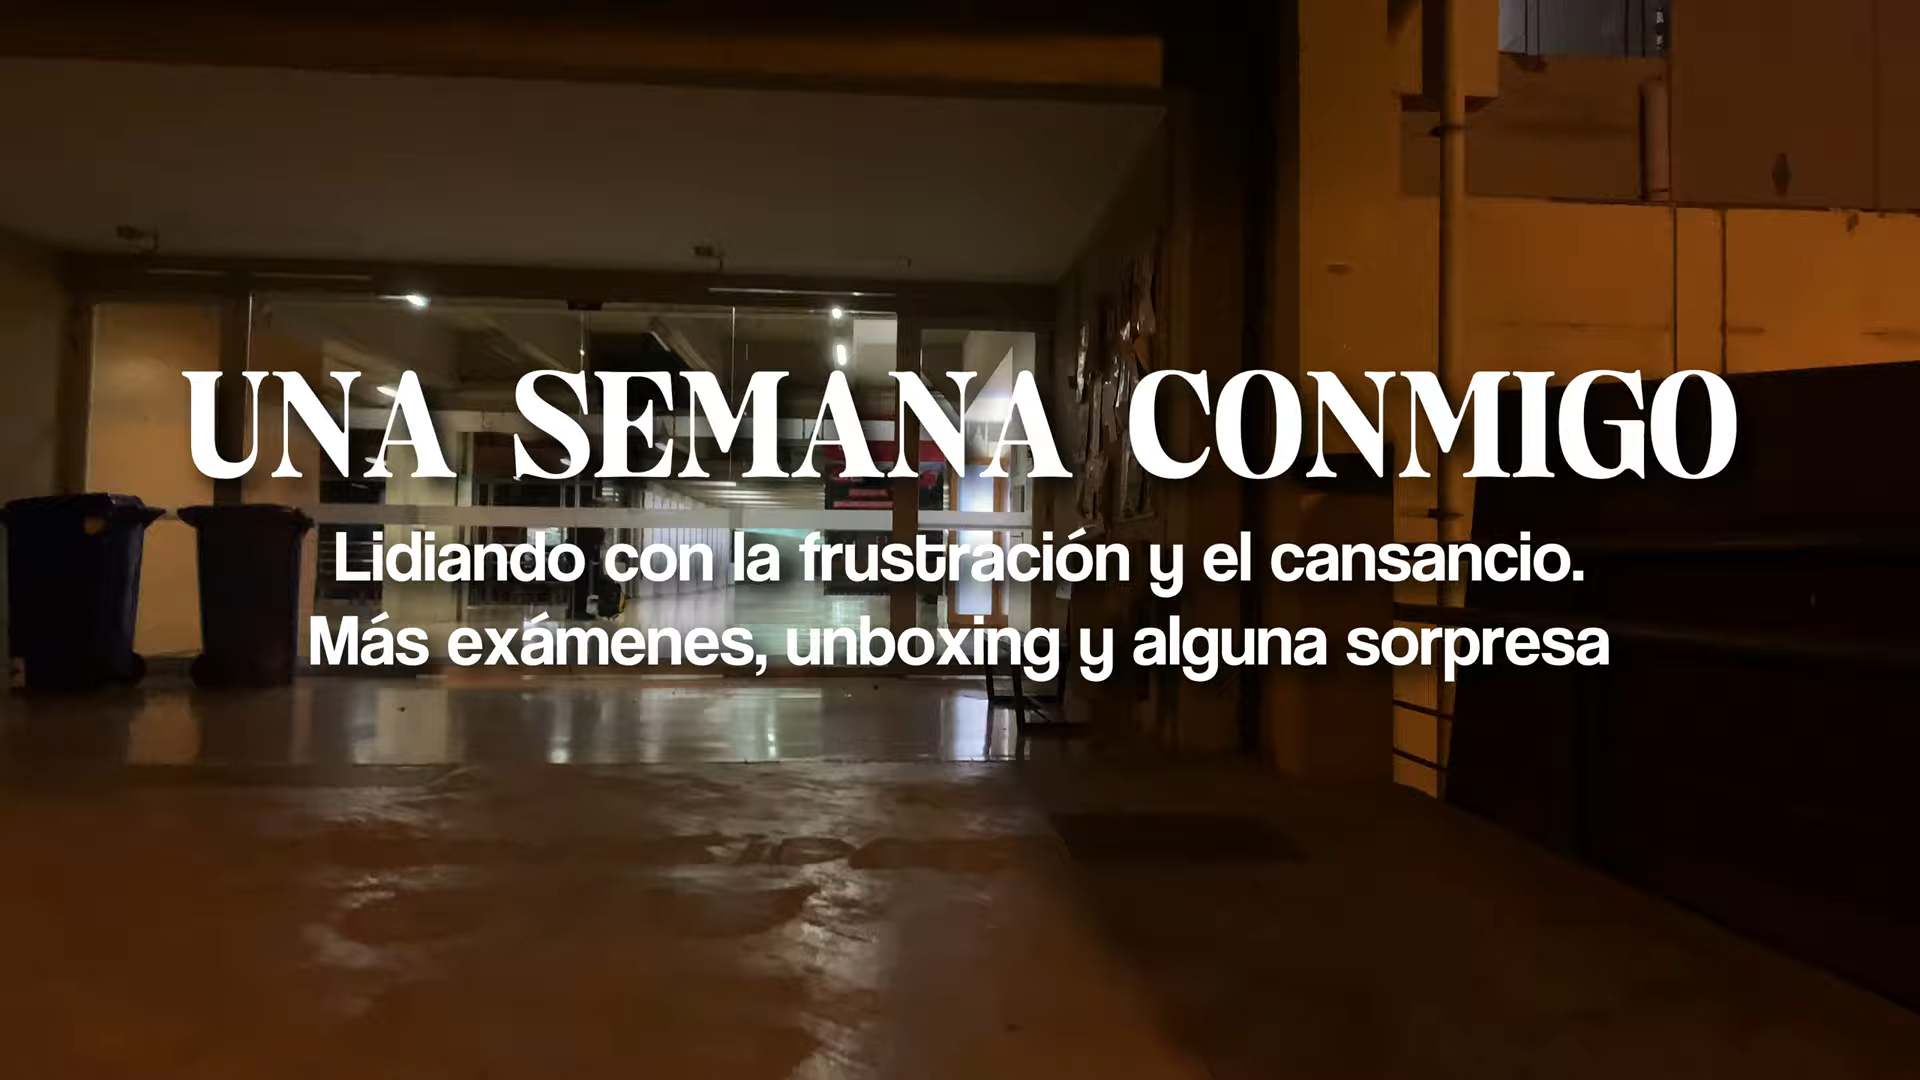 UNA SEMANA CONMIGO
Lidiando con la frustración y el cansancio.
Más exámenes, unboxing y alguna sorpresa